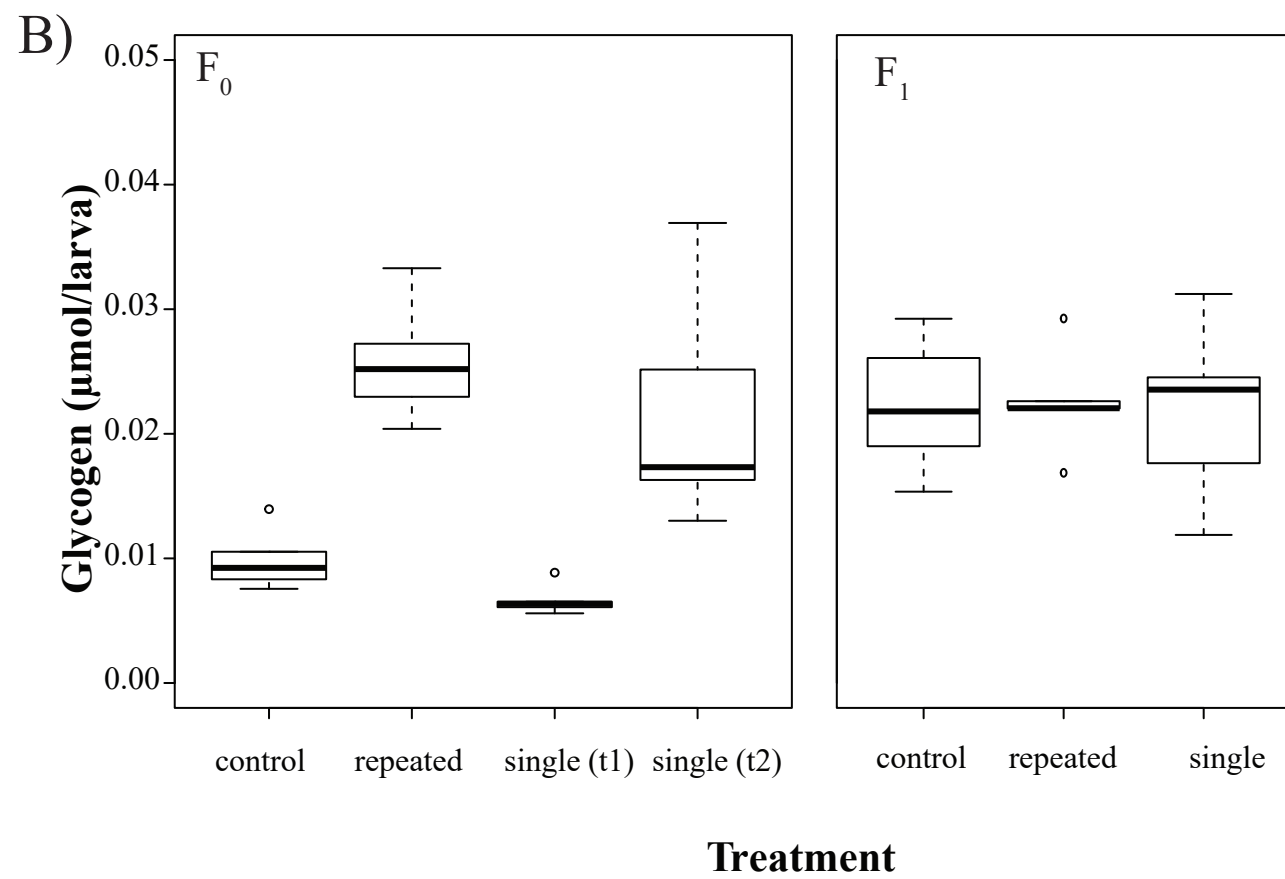 B)
F0
F1
Glycogen (µmol/larva)
0.05
0.04
0.03
0.02
0.01
0.00
control repeated single (t1) single (t2)
control repeated single
Treatment